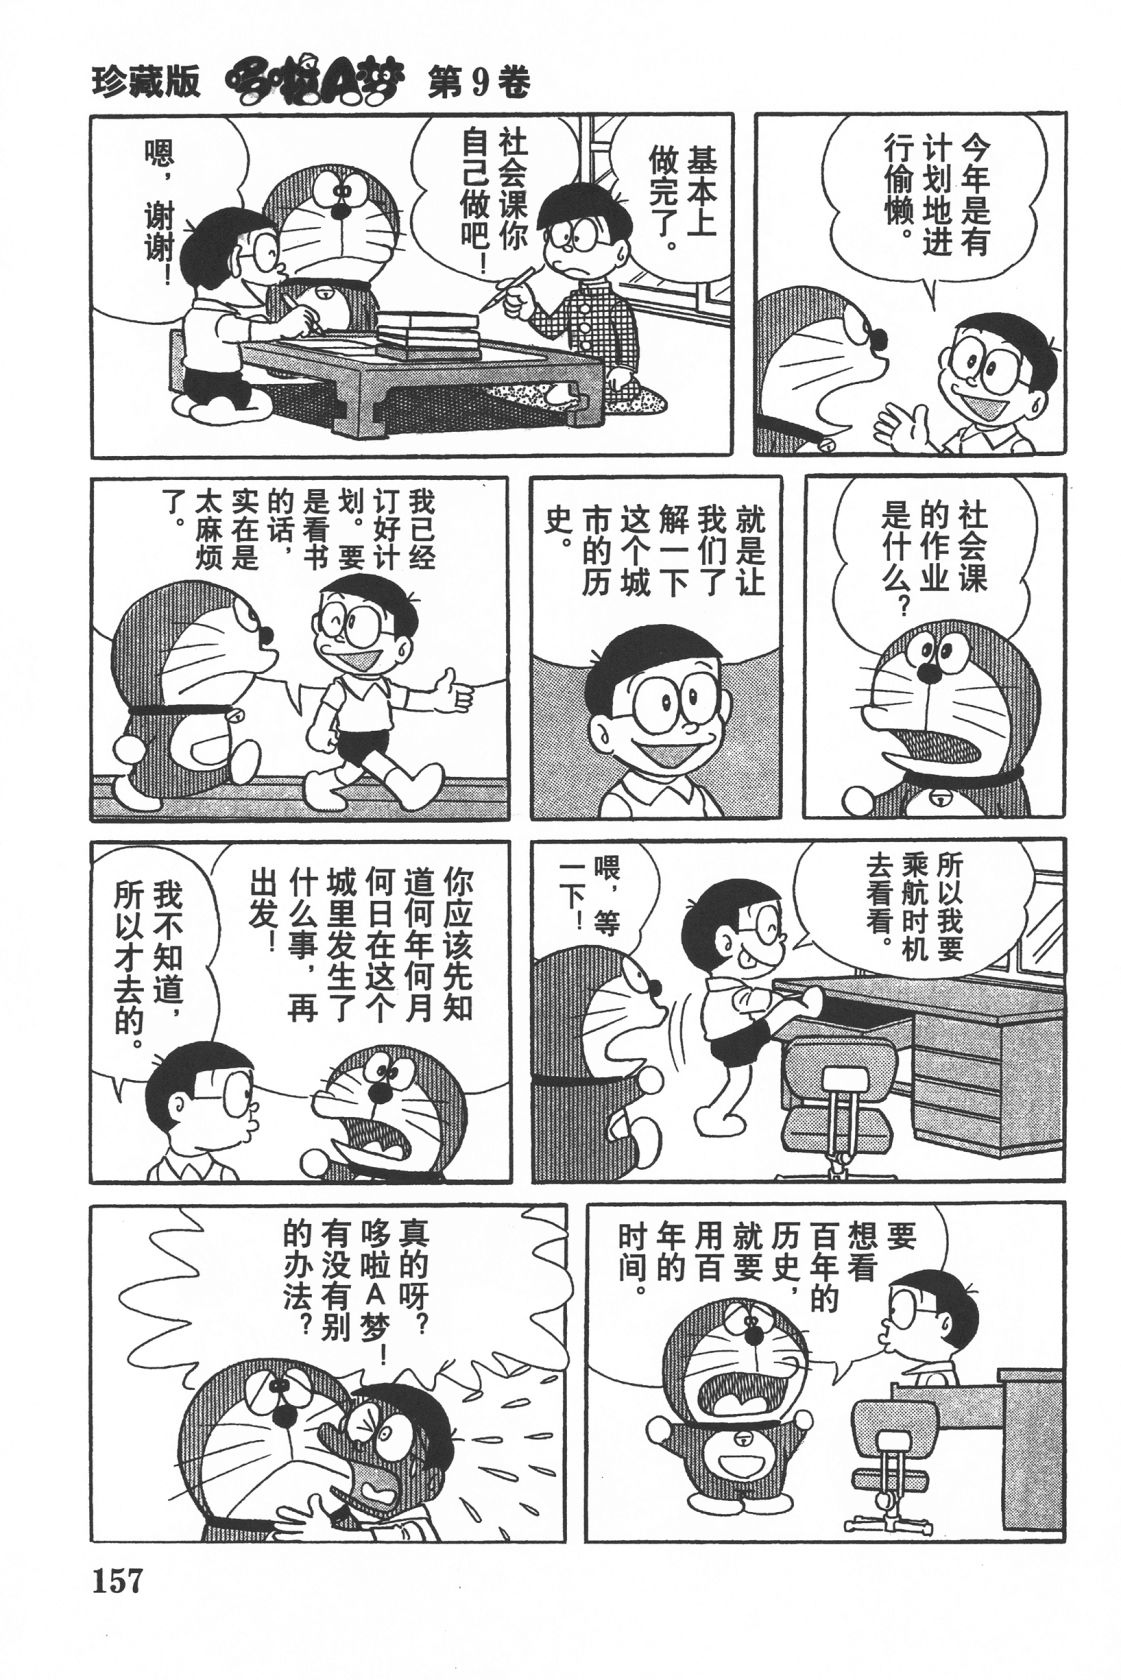 珍藏版 哆啦A梦 第9卷
今年是有
计划地进
行偷懒。
基本上
做完了。
社会课你
自己做吧！
嗯，谢谢！
社会课
的作业
是什么？
就是让
我们了
解一下
这个城
市的历
史。
我已经
订好计
划。要
是看书
的话，
实在是
太麻烦
了。
所以我要
乘航时机
去看看。
喂，等
一下！
你应该先知
道何年何月
何日在这个
城里发生了
什么事，再
出发！
我不知道，
所以才去的。
要
想看
百年的
历史，
就要
用百
年的
时间。
真的呀？
哆啦A梦！
有没有别
的办法？
157